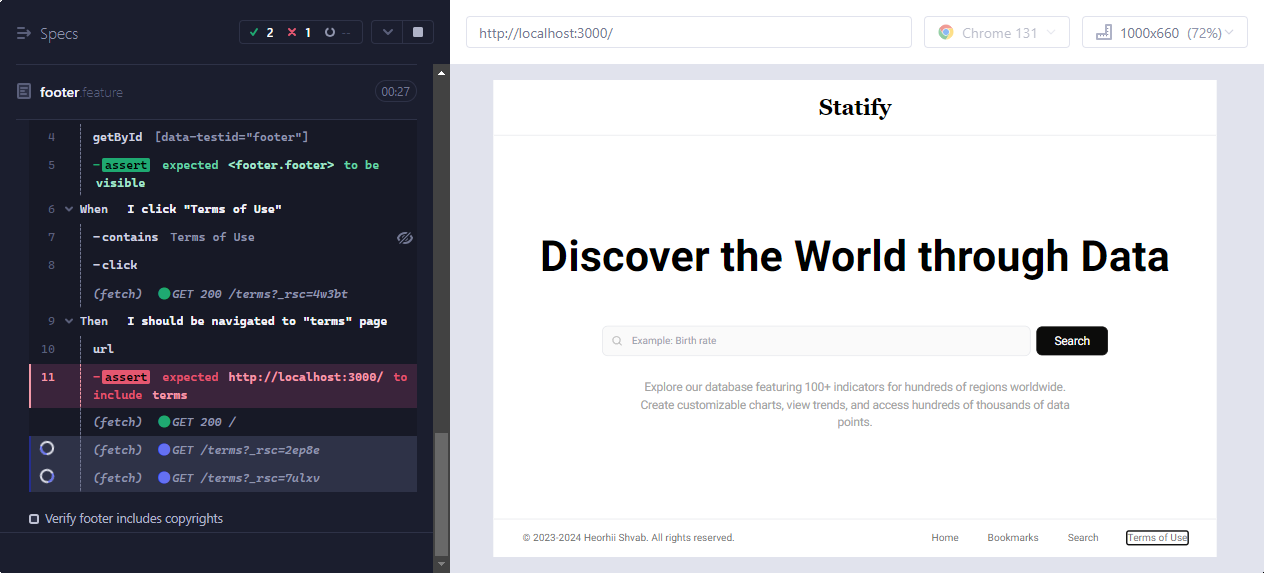 Specs
2 1 --
footer.feature 00:27
4 getById [data-testid="footer"]
5 -assert expected <footer.footer> to be
visible
6 When I click "Terms of Use"
7 -contains Terms of Use
8 -click
(fetch) GET 200 /terms?_rsc=4w3bt
9 Then I should be navigated to "terms" page
10 url
11 -assert expected http://localhost:3000/ to
include terms
(fetch) GET 200 /
(fetch) GET /terms?_rsc=2ep8e
(fetch) GET /terms?_rsc=7ulxv
Verify footer includes copyrights
http://localhost:3000/
Chrome 131
1000x660 (72%)
Statify
Discover the World through Data
Example: Birth rate
Search
Explore our database featuring 100+ indicators for hundreds of regions worldwide.
Create customizable charts, view trends, and access hundreds of thousands of data
points.
© 2023-2024 Heorhii Shvab. All rights reserved.
Home Bookmarks Search Terms of Use